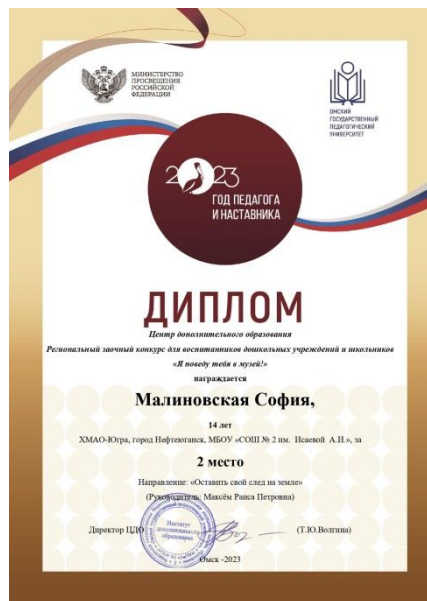 МИНИСТЕРСТВО
ПРОСВЕЩЕНИЯ
РОССИЙСКОЙ
ФЕДЕРАЦИИ
ОМСКИЙ
ГОСУДАРСТВЕННЫЙ
ПЕДАГОГИЧЕСКИЙ
УНИВЕРСИТЕТ
2023
ГОД ПЕДАГОГА
И НАСТАВНИКА
ДИПЛОМ
Центр дополнительного образования
Региональный заочный конкурс для воспитанников дошкольных учреждений и школьников
«Я поведу тебя в музей!»
награждается
Малиновская София,
14 лет
ХМАО-Югра, город Нефтеюганск, МБОУ «СОШ № 2 им. Исаевой А.И.», за
2 место
Направление: «Оставить свой след на земле»
(Руководитель: Максём Раиса Петровна)
Директор ЦДО (Т.Ю.Волгина)
Институт
дополнительного
образования
Омск -2023